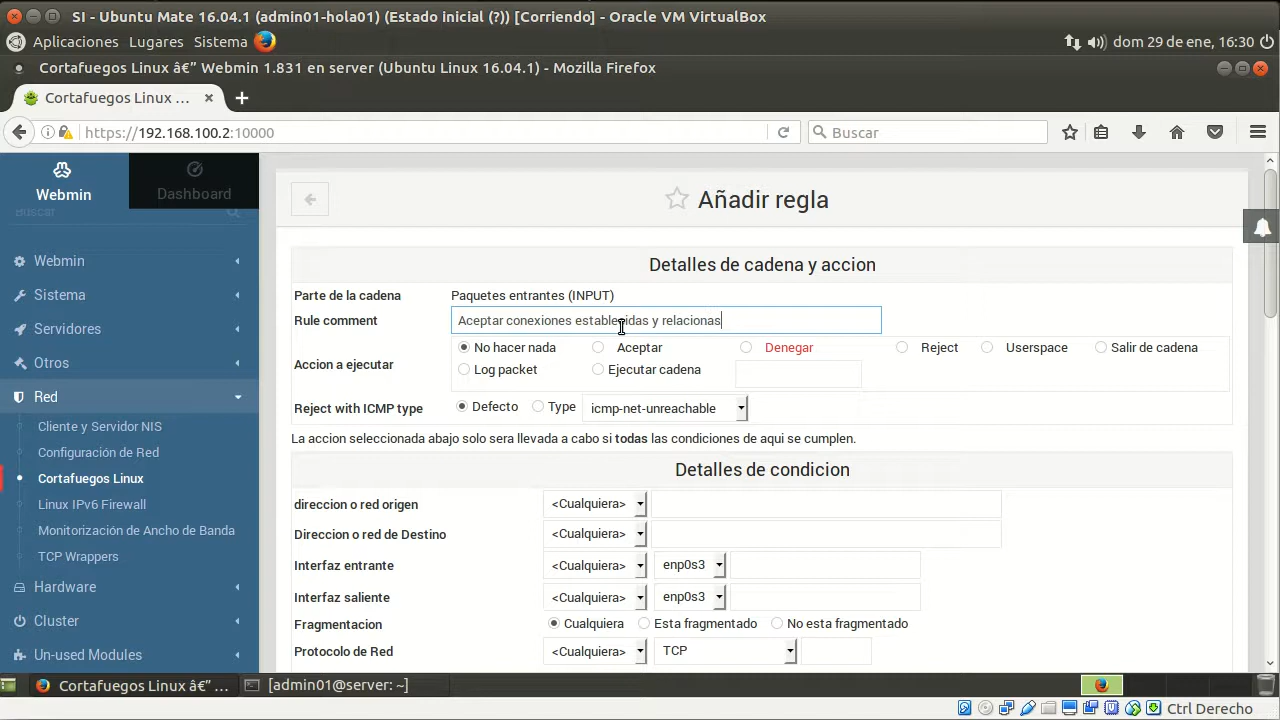 SI - Ubuntu Mate 16.04.1 (admin01-hola01) (Estado inicial (?)) [Corriendo] - Oracle VM VirtualBox
Aplicaciones Lugares Sistema dom 29 de ene, 16:30
Cortafuegos Linux â€” Webmin 1.831 en server (Ubuntu Linux 16.04.1) - Mozilla Firefox
Cortafuegos Linux ... × +
https://192.168.100.2:10000 Buscar
Webmin
Dashboard
Buscar
Webmin
Sistema
Servidores
Otros
Red
Cliente y Servidor NIS
Configuración de Red
Cortafuegos Linux
Linux IPv6 Firewall
Monitorización de Ancho de Banda
TCP Wrappers
Hardware
Cluster
Un-used Modules
Añadir regla
Detalles de cadena y accion
Parte de la cadena Paquetes entrantes (INPUT)
Rule comment Aceptar conexiones establecidas y relacionas
Accion a ejecutar No hacer nada Aceptar Denegar Reject Userspace Salir de cadena
Log packet Ejecutar cadena
Reject with ICMP type Defecto Type icmp-net-unreachable
La accion seleccionada abajo solo sera llevada a cabo si todas las condiciones de aqui se cumplen.
Detalles de condicion
direccion o red origen <Cualquiera>
Direccion o red de Destino <Cualquiera>
Interfaz entrante <Cualquiera> enp0s3
Interfaz saliente <Cualquiera> enp0s3
Fragmentacion Cualquiera Esta fragmentado No esta fragmentado
Protocolo de Red <Cualquiera> TCP
Cortafuegos Linux â€” ... [admin01@server: ~]
Ctrl Derecho